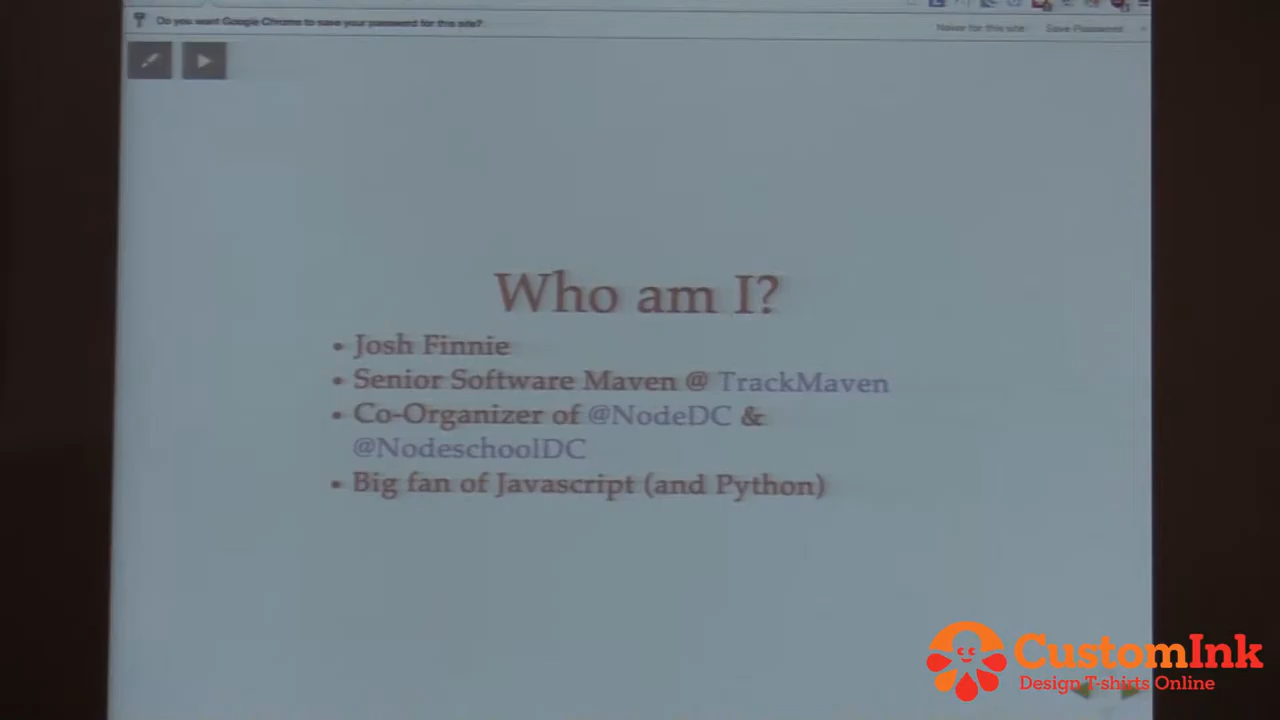 Do you want Google Chrome to save your password for this site?
Never for this site
Save Password
Who am I?
• Josh Finnie
• Senior Software Maven @ TrackMaven
• Co-Organizer of @NodeDC &
@NodeschoolDC
• Big fan of Javascript (and Python)
CustomInk
Design T-shirts Online